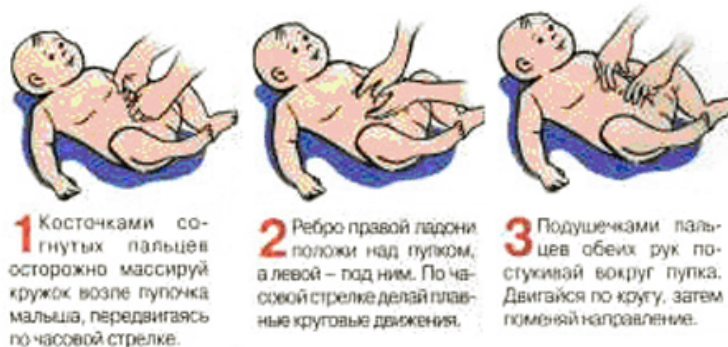 1 Косточками со-
гнутых пальцев
осторожно массируй
кружок возле пупочка
малыша, передвигаясь
по часовой стрелке.
2 Ребро правой ладони
положи над пупком,
а левой – под ним. По ча-
совой стрелке делай плав-
ные круговые движения.
3 Подушечками паль-
цев обеих рук по-
стукивай вокруг пупка.
Двигайся по кругу, затем
поменяй направление.